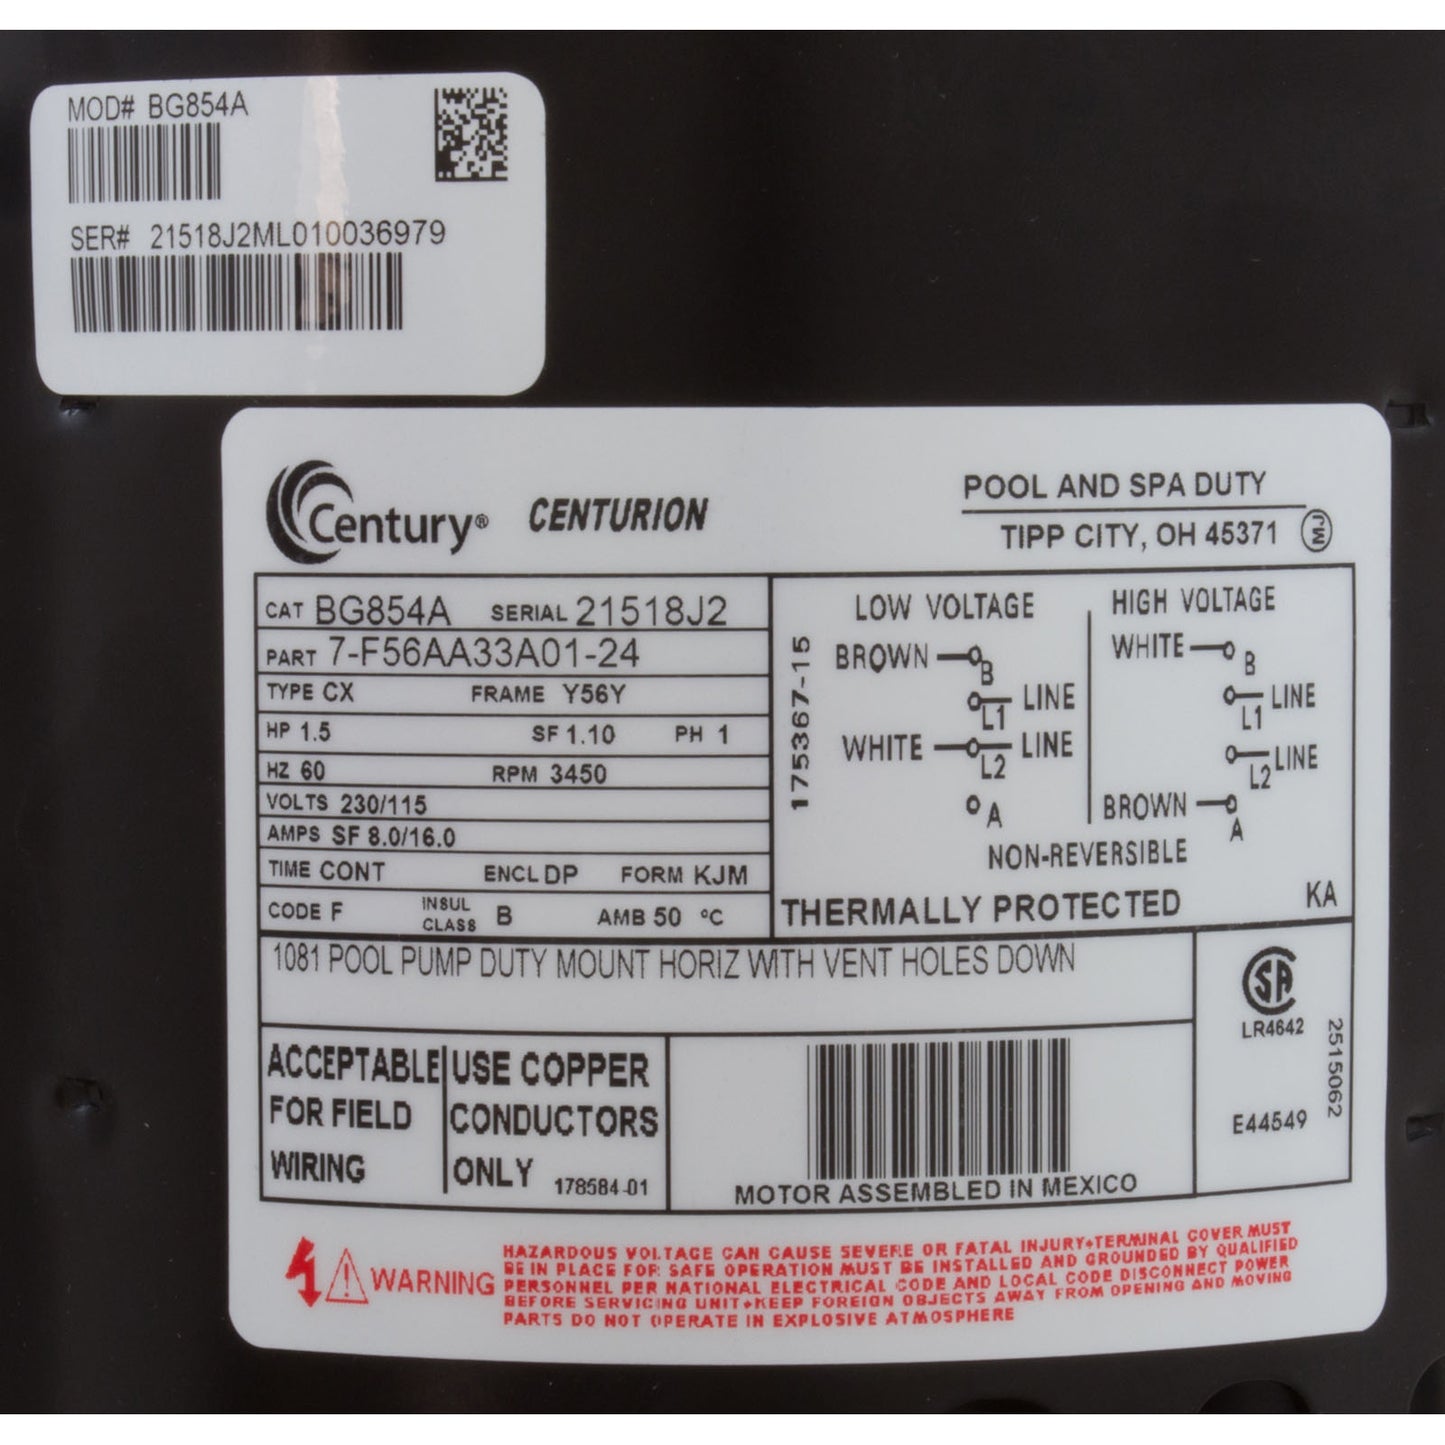 MOD# BG854A
SER# 21518J2ML010036979
Century® CENTURION
POOL AND SPA DUTY
TIPP CITY, OH 45371
CAT BG854A SERIAL 21518J2
PART 7-F56AA33A01-24
TYPE CX FRAME Y56Y
HP 1.5 SF 1.10 PH 1
HZ 60 RPM 3450
VOLTS 230/115
AMPS SF 8.0/16.0
TIME CONT ENCL DP FORM KJM
CODE F INSUL CLASS B AMB 50 °C
175367-15
LOW VOLTAGE
BROWN B
L1 LINE
WHITE L2 LINE
A
HIGH VOLTAGE
WHITE B
L1 LINE
L2 LINE
BROWN A
NON-REVERSIBLE
THERMALLY PROTECTED KA
1081 POOL PUMP DUTY MOUNT HORIZ WITH VENT HOLES DOWN
ACCEPTABLE
FOR FIELD
WIRING
USE COPPER
CONDUCTORS
ONLY 178584-01
MOTOR ASSEMBLED IN MEXICO
SA
LR4642
E44549
2515062
WARNING
HAZARDOUS VOLTAGE CAN CAUSE SEVERE OR FATAL INJURY•TERMINAL COVER MUST
BE IN PLACE FOR SAFE OPERATION MUST BE INSTALLED AND GROUNDED BY QUALIFIED
PERSONNEL PER NATIONAL ELECTRICAL CODE AND LOCAL CODE DISCONNECT POWER
BEFORE SERVICING UNIT•KEEP FOREIGN OBJECTS AWAY FROM OPENING AND MOVING
PARTS DO NOT OPERATE IN EXPLOSIVE ATMOSPHERE